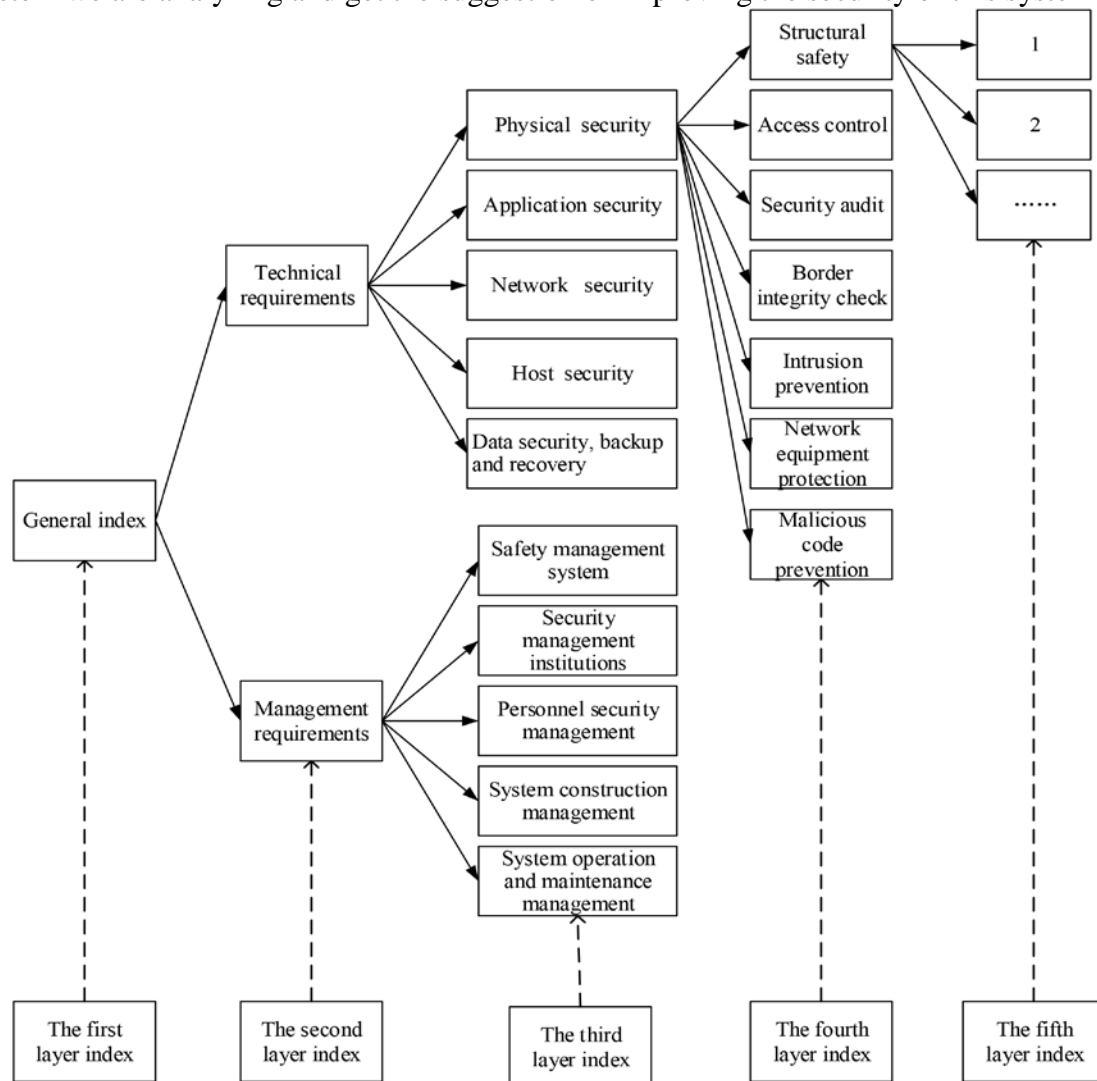 Structural
safety
1
Physical security
Access control
2
Application security
Security audit
......
Technical
requirements
Network security
Border
integrity check
Host security
Intrusion
prevention
Data security, backup
and recovery
Network
equipment
protection
General index
Malicious
code
prevention
Safety management
system
Security
management
institutions
Management
requirements
Personnel security
management
System construction
management
System operation
and maintenance
management
The first
layer index
The second
layer index
The third
layer index
The fourth
layer index
The fifth
layer index